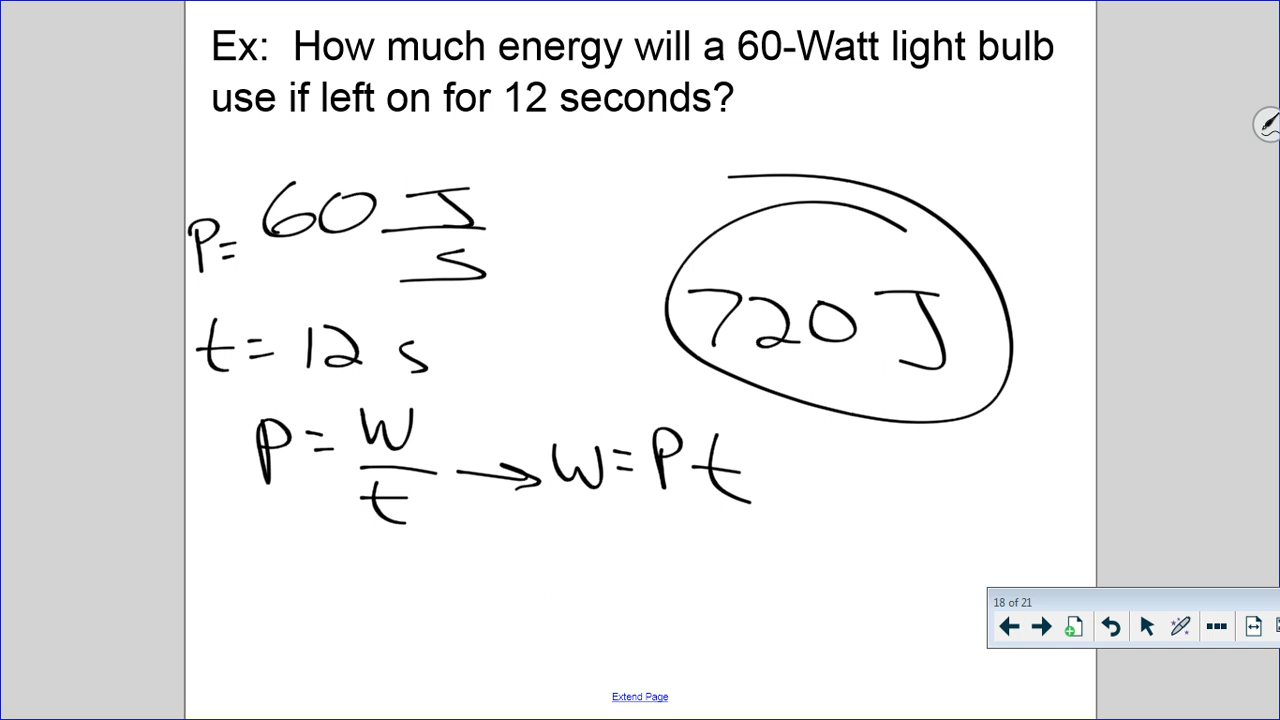 Ex: How much energy will a 60-Watt light bulb
use if left on for 12 seconds?
P= 60 J/s
t= 12 s
720 J
P = W/t → W=Pt
18 of 21
Extend Page